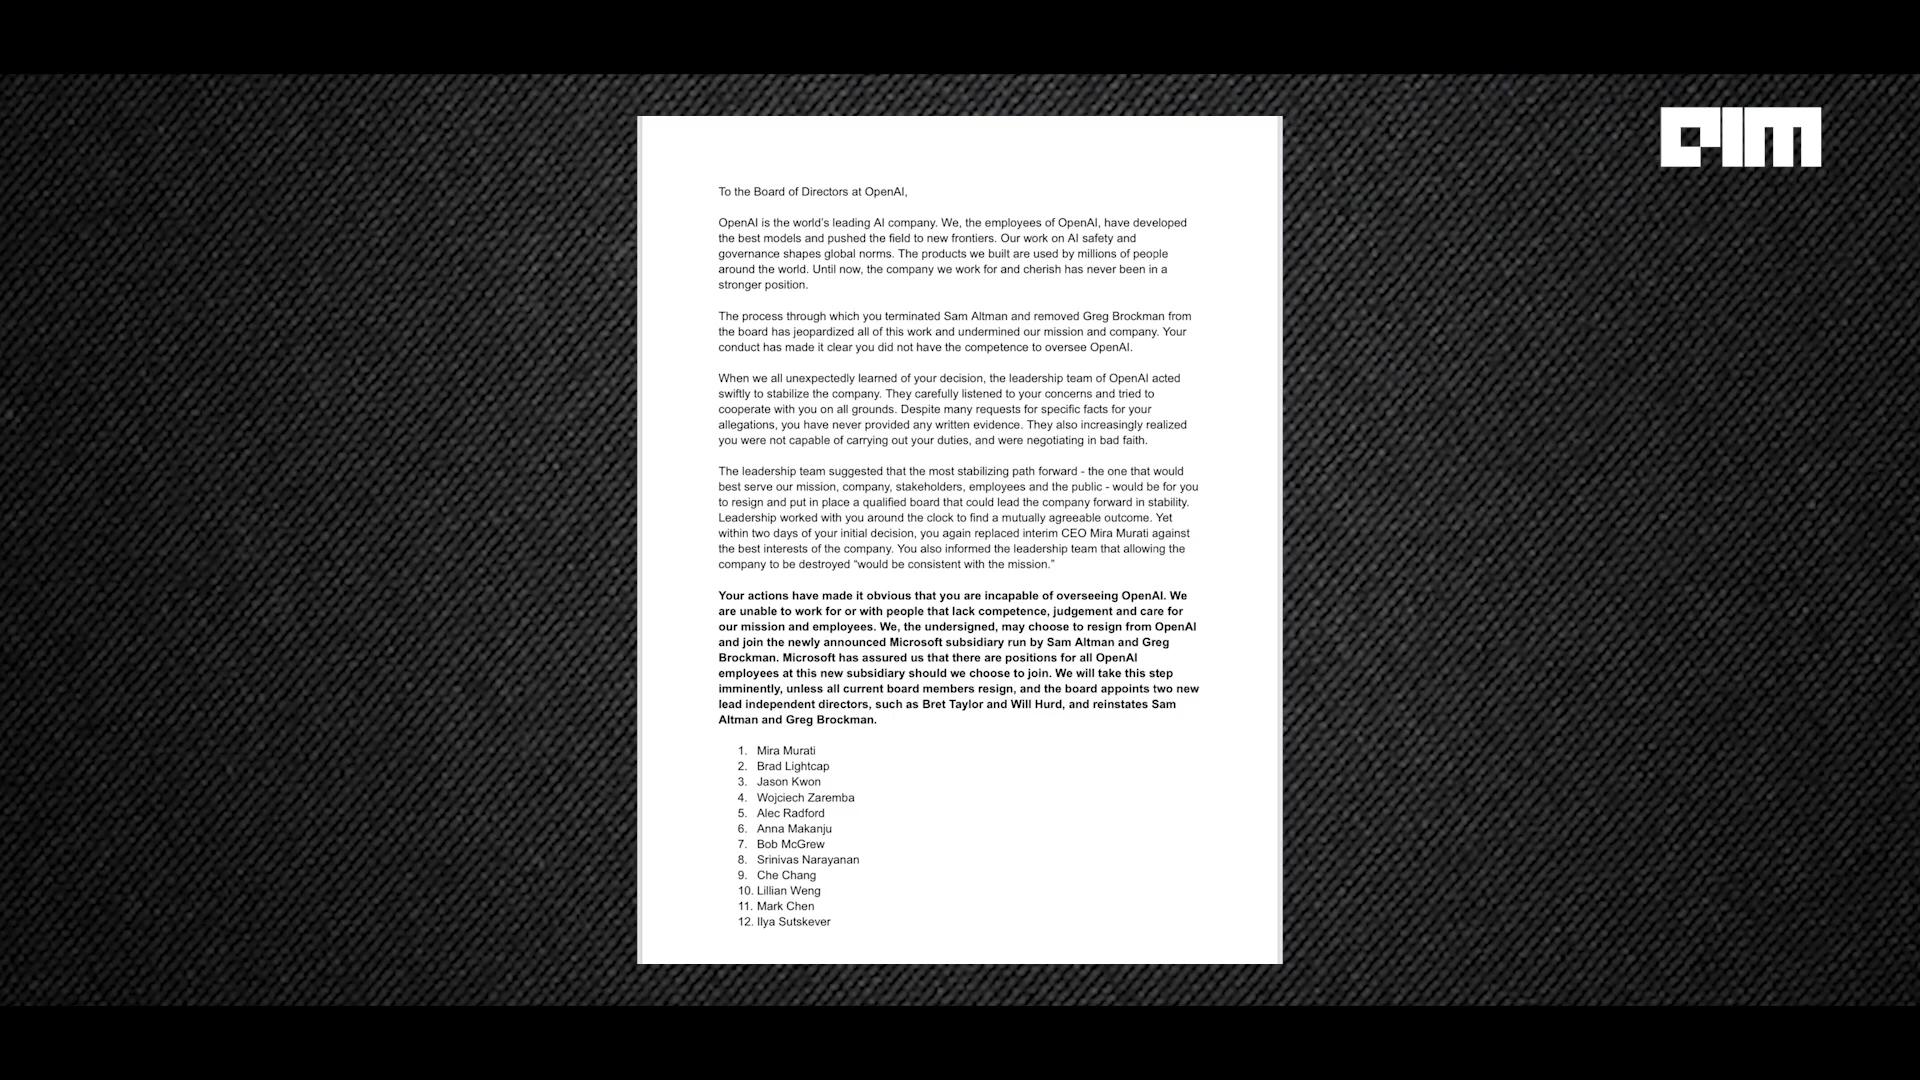 AIM
To the Board of Directors at OpenAI,
OpenAI is the world's leading AI company. We, the employees of OpenAI, have developed
the best models and pushed the field to new frontiers. Our work on AI safety and
governance shapes global norms. The products we built are used by millions of people
around the world. Until now, the company we work for and cherish has never been in a
stronger position.
The process through which you terminated Sam Altman and removed Greg Brockman from
the board has jeopardized all of this work and undermined our mission and company. Your
conduct has made it clear you did not have the competence to oversee OpenAI.
When we all unexpectedly learned of your decision, the leadership team of OpenAI acted
swiftly to stabilize the company. They carefully listened to your concerns and tried to
cooperate with you on all grounds. Despite many requests for specific facts for your
allegations, you have never provided any written evidence. They also increasingly realized
you were not capable of carrying out your duties, and were negotiating in bad faith.
The leadership team suggested that the most stabilizing path forward - the one that would
best serve our mission, company, stakeholders, employees and the public - would be for you
to resign and put in place a qualified board that could lead the company forward in stability.
Leadership worked with you around the clock to find a mutually agreeable outcome. Yet
within two days of your initial decision, you again replaced interim CEO Mira Murati against
the best interests of the company. You also informed the leadership team that allowing the
company to be destroyed “would be consistent with the mission.”
Your actions have made it obvious that you are incapable of overseeing OpenAI. We
are unable to work for or with people that lack competence, judgement and care for
our mission and employees. We, the undersigned, may choose to resign from OpenAI
and join the newly announced Microsoft subsidiary run by Sam Altman and Greg
Brockman. Microsoft has assured us that there are positions for all OpenAI
employees at this new subsidiary should we choose to join. We will take this step
imminently, unless all current board members resign, and the board appoints two new
lead independent directors, such as Bret Taylor and Will Hurd, and reinstates Sam
Altman and Greg Brockman.
1. Mira Murati
2. Brad Lightcap
3. Jason Kwon
4. Wojciech Zaremba
5. Alec Radford
6. Anna Makanju
7. Bob McGrew
8. Srinivas Narayanan
9. Che Chang
10. Lillian Weng
11. Mark Chen
12. Ilya Sutskever